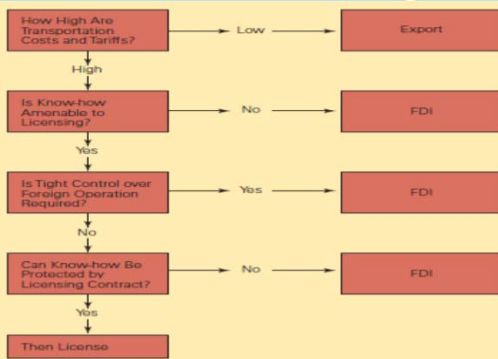 How High Are
Transportation
Costs and Tariffs?
Low
Export
High
Is Know-how
Amenable to
Licensing?
No
FDI
Yes
Is Tight Control over
Foreign Operation
Required?
Yes
FDI
No
Can Know-how Be
Protected by
Licensing Contract?
No
FDI
Yes
Then License